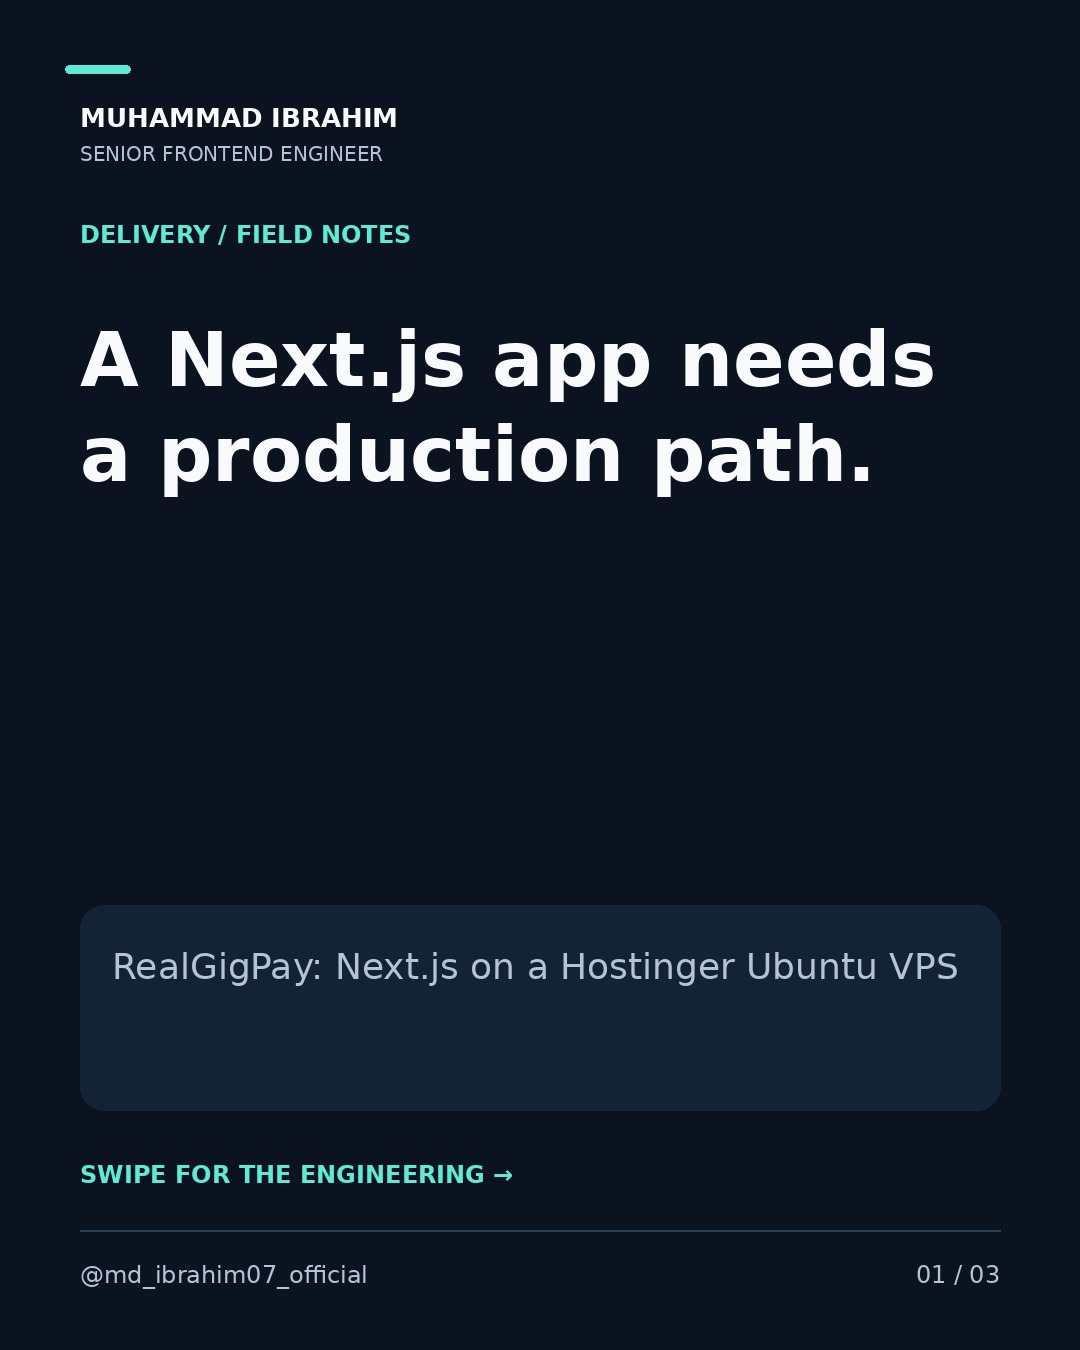 MUHAMMAD IBRAHIM
SENIOR FRONTEND ENGINEER
DELIVERY / FIELD NOTES
A Next.js app needs
a production path.
RealGigPay: Next.js on a Hostinger Ubuntu VPS
SWIPE FOR THE ENGINEERING →
@md_ibrahim07_official
01 / 03